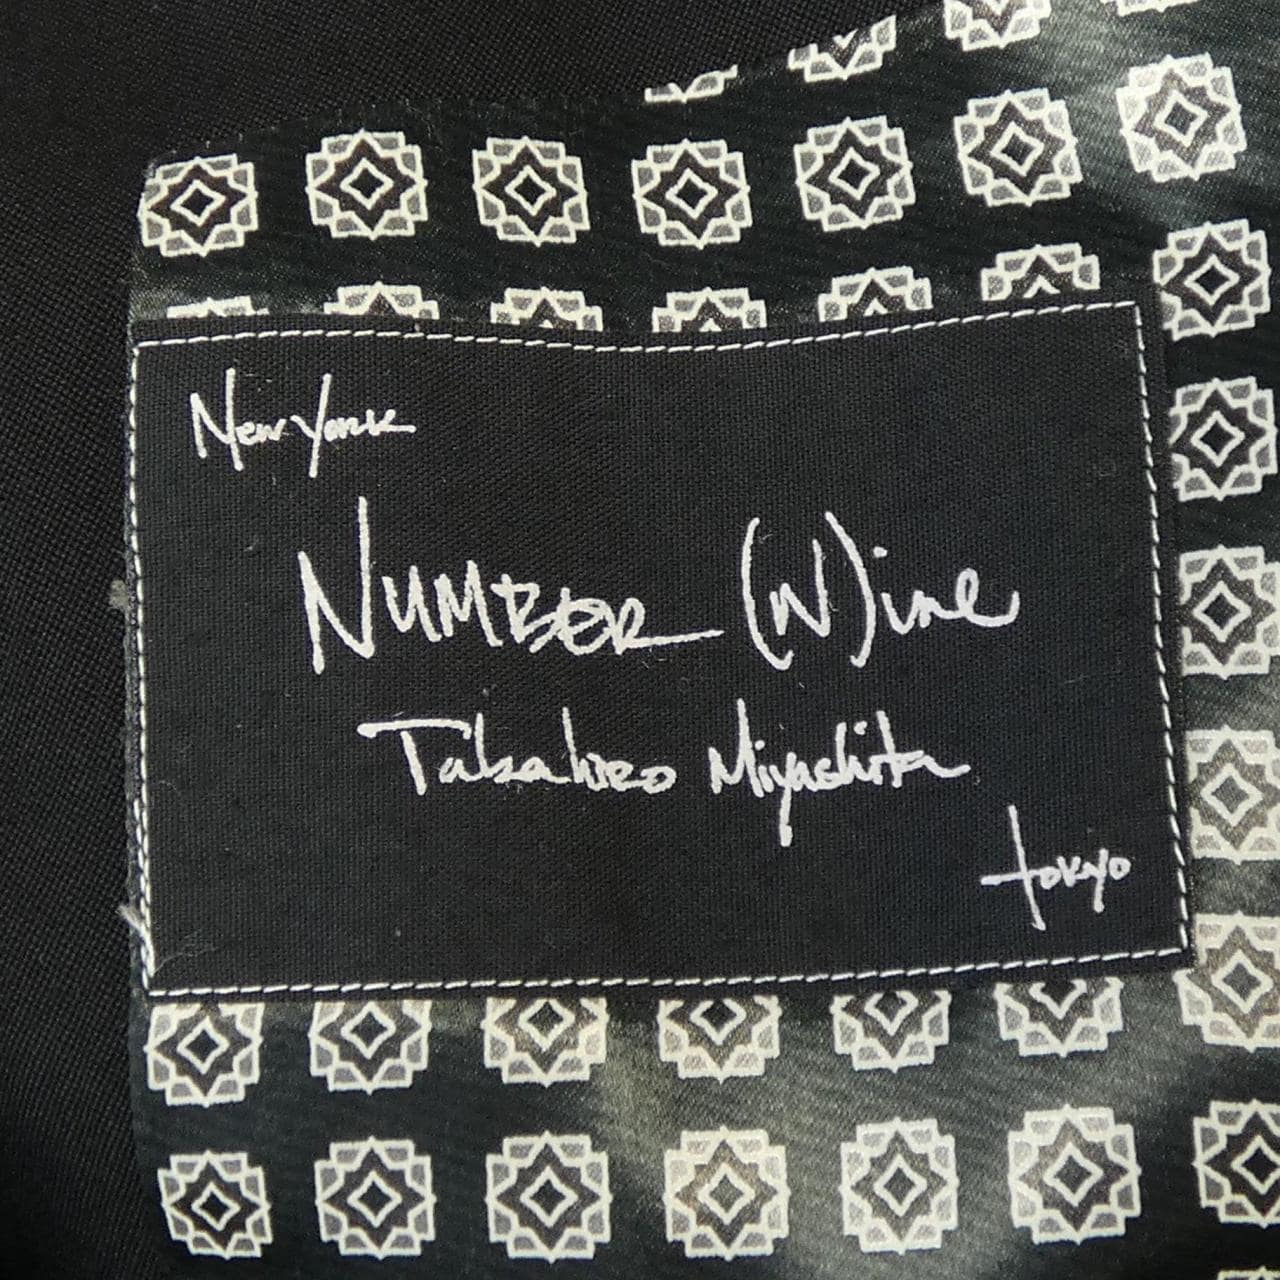 New York
NUMBER (N)ine
Takahiro Miyashita
tokyo